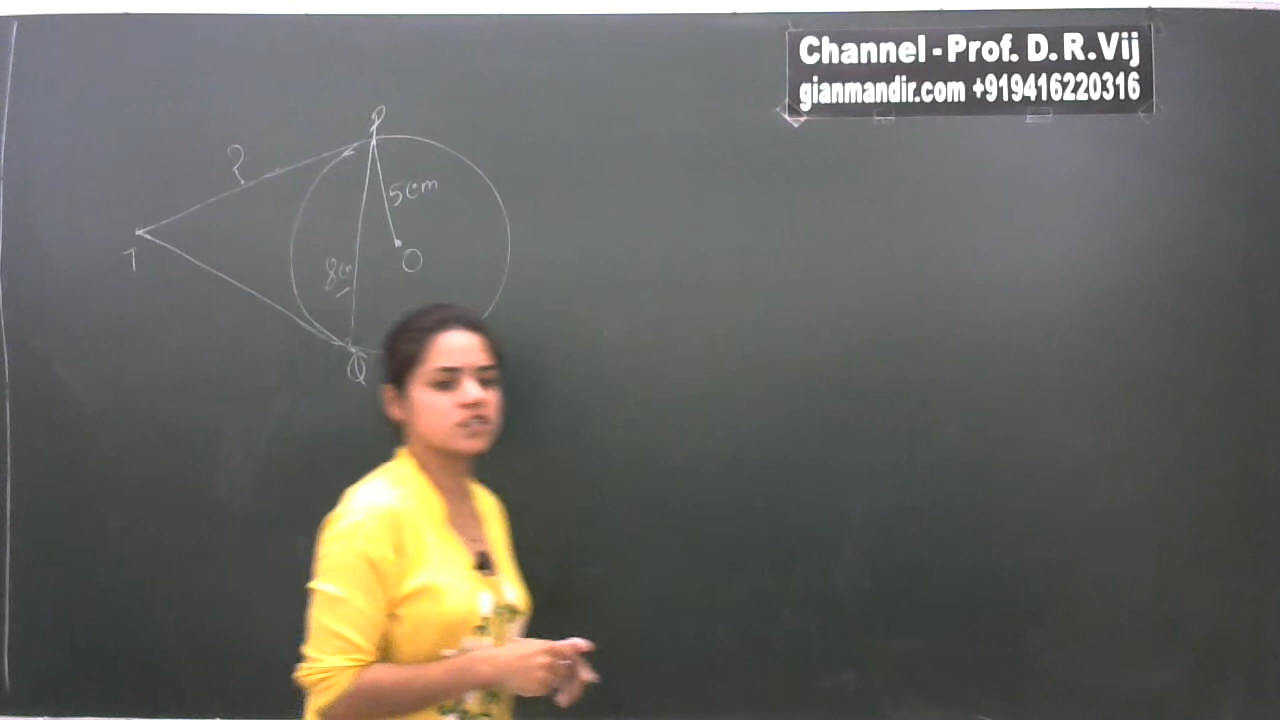 Channel - Prof. D. R. Vij
gianmandir.com +919416220316
P
?
5cm
T
O
8cm
Q